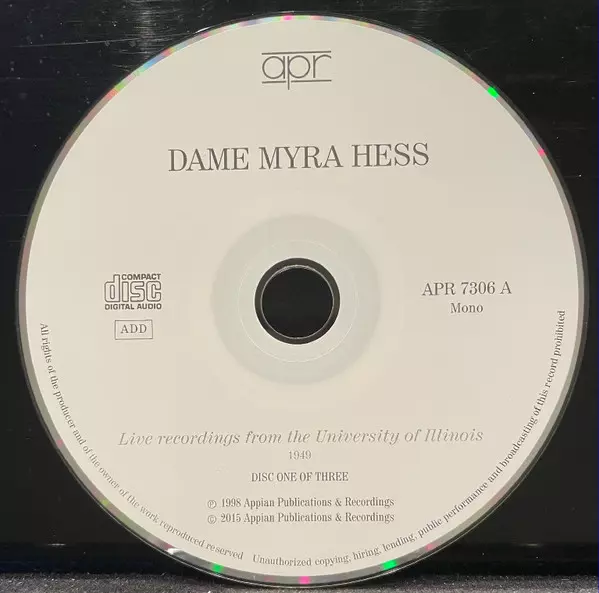 apr
DAME MYRA HESS
COMPACT
disc
DIGITAL AUDIO
ADD
APR 7306 A
Mono
Live recordings from the University of Illinois
1949
DISC ONE OF THREE
℗ 1998 Appian Publications & Recordings
© 2015 Appian Publications & Recordings
All rights of the producer and of the owner of the work reproduced reserved Unauthorized copying, hiring, lending, public performance and broadcasting of this record prohibited